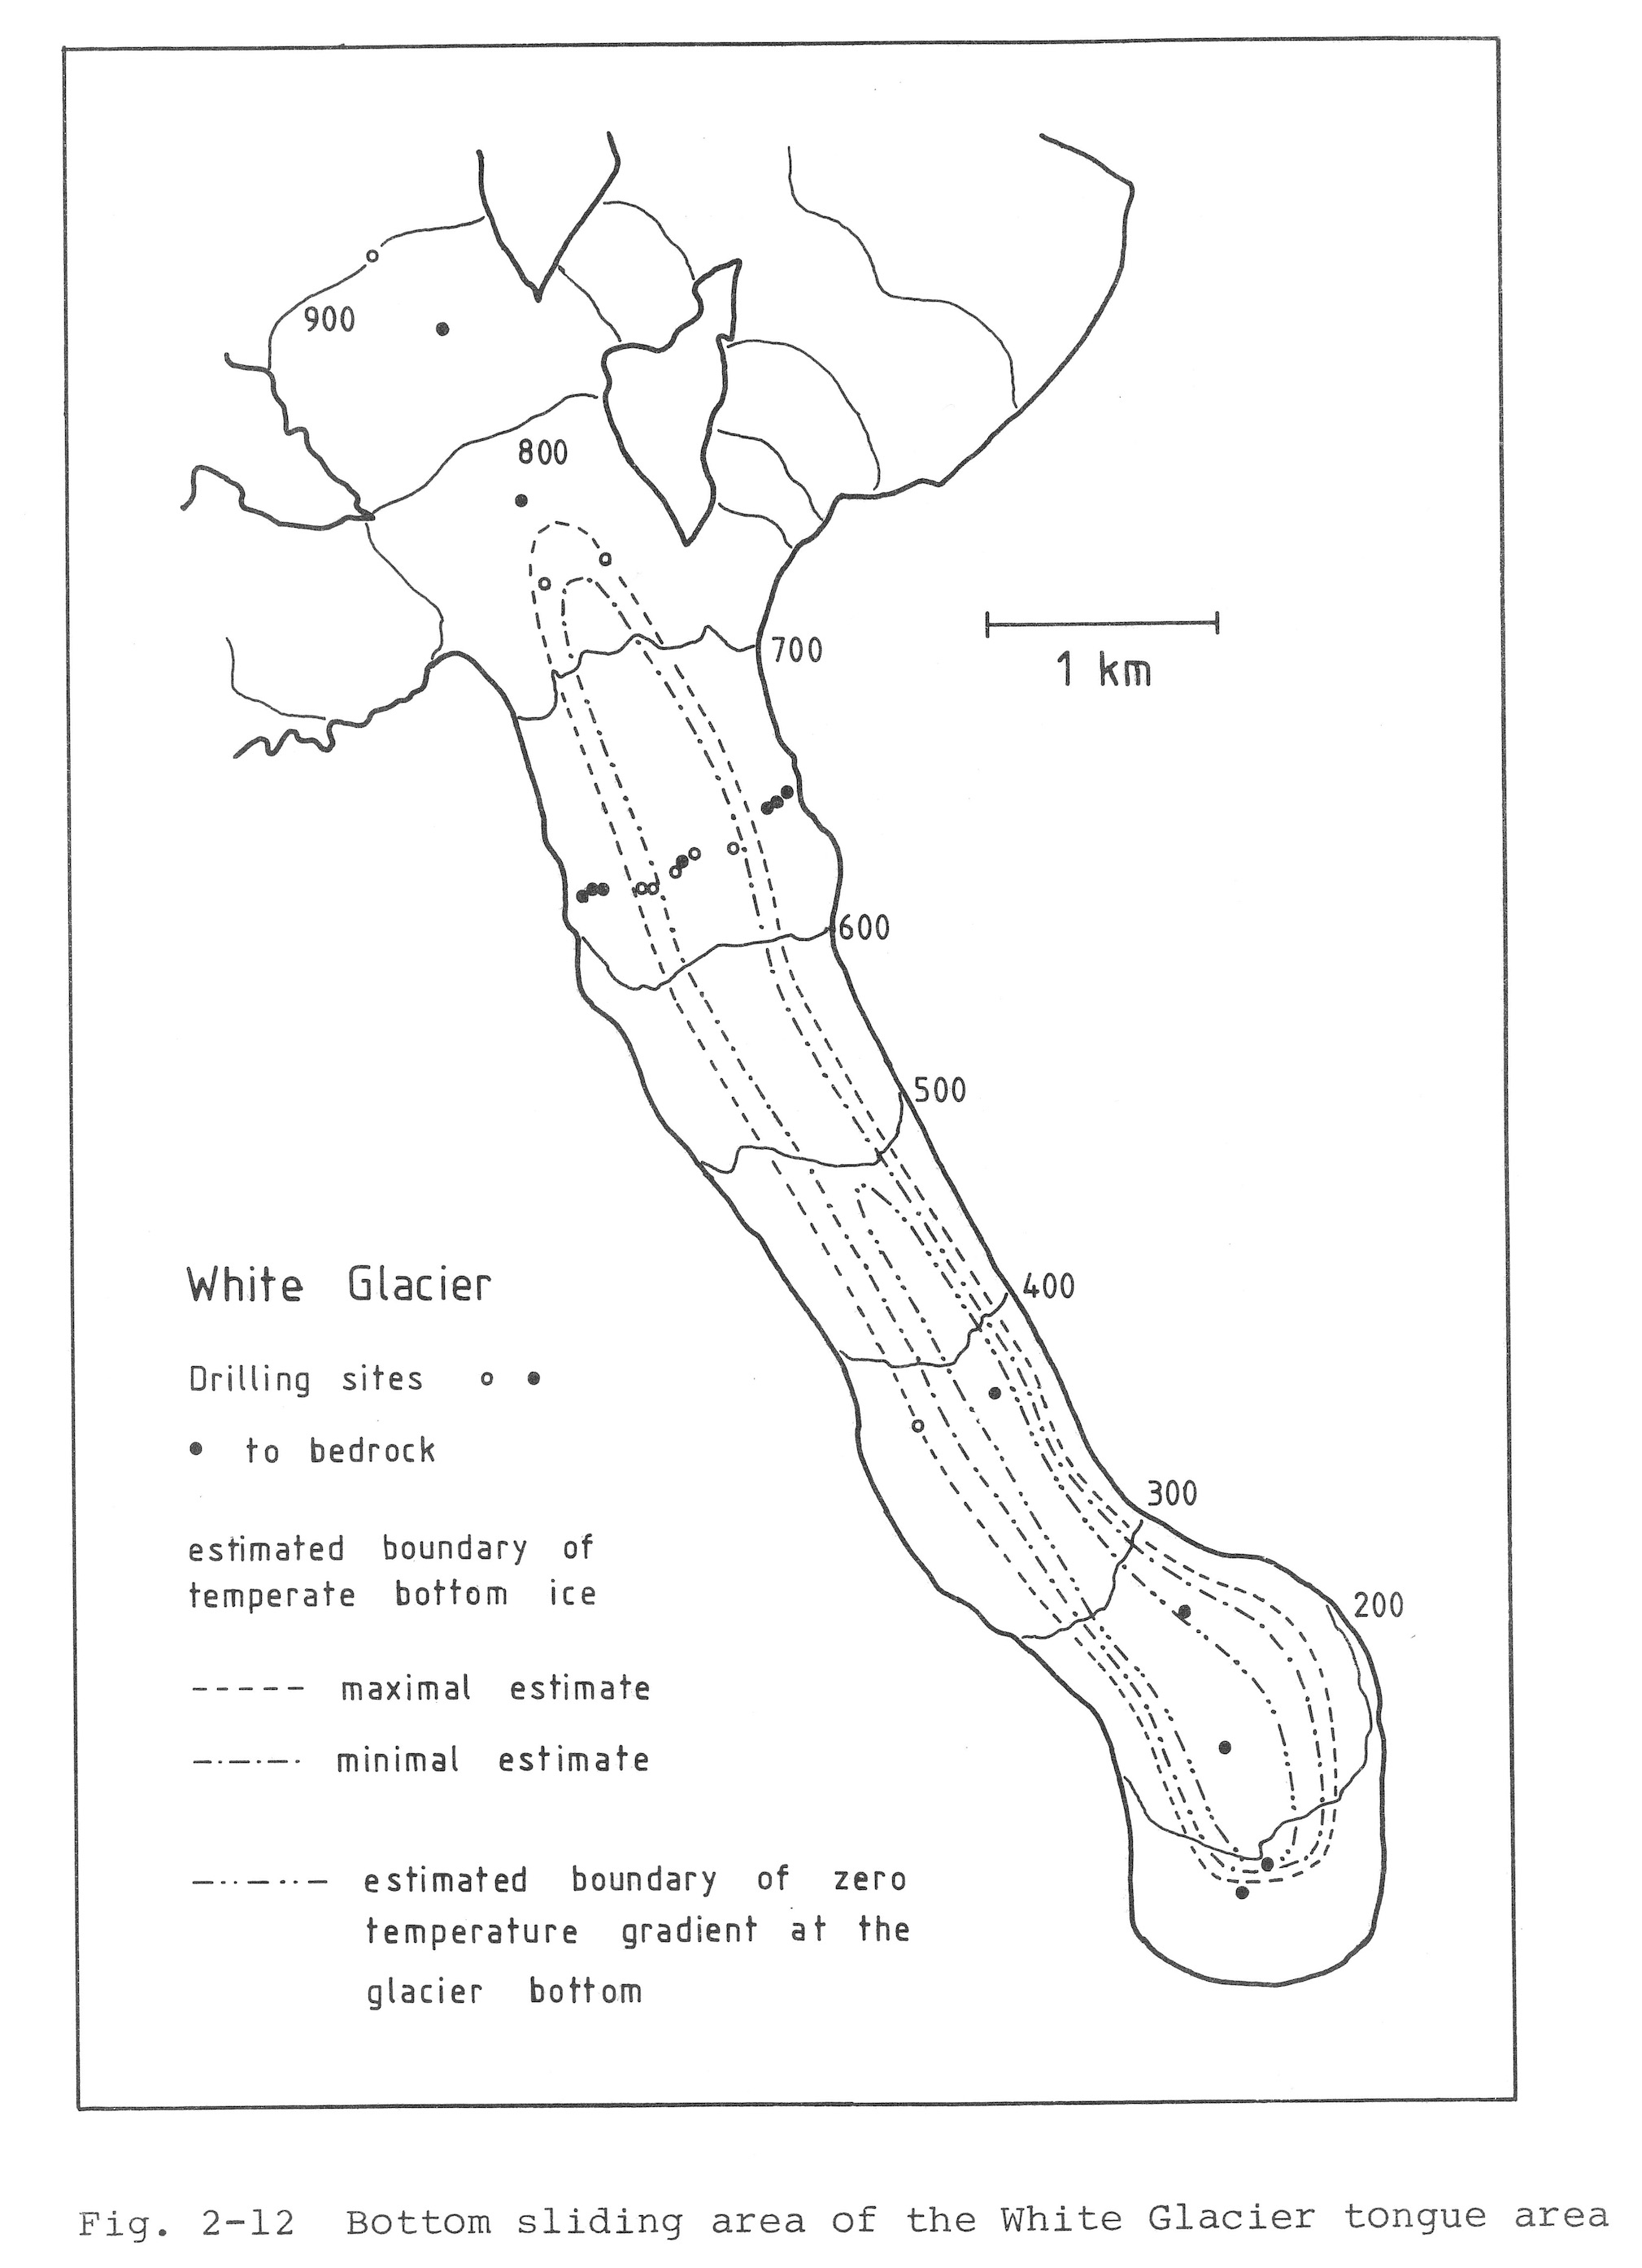 900
800
700
1 km
600
500
400
300
200
White Glacier
Drilling sites
to bedrock
estimated boundary of
temperate bottom ice
maximal estimate
minimal estimate
estimated boundary of zero
temperature gradient at the
glacier bottom
Fig. 2-12 Bottom sliding area of the White Glacier tongue area